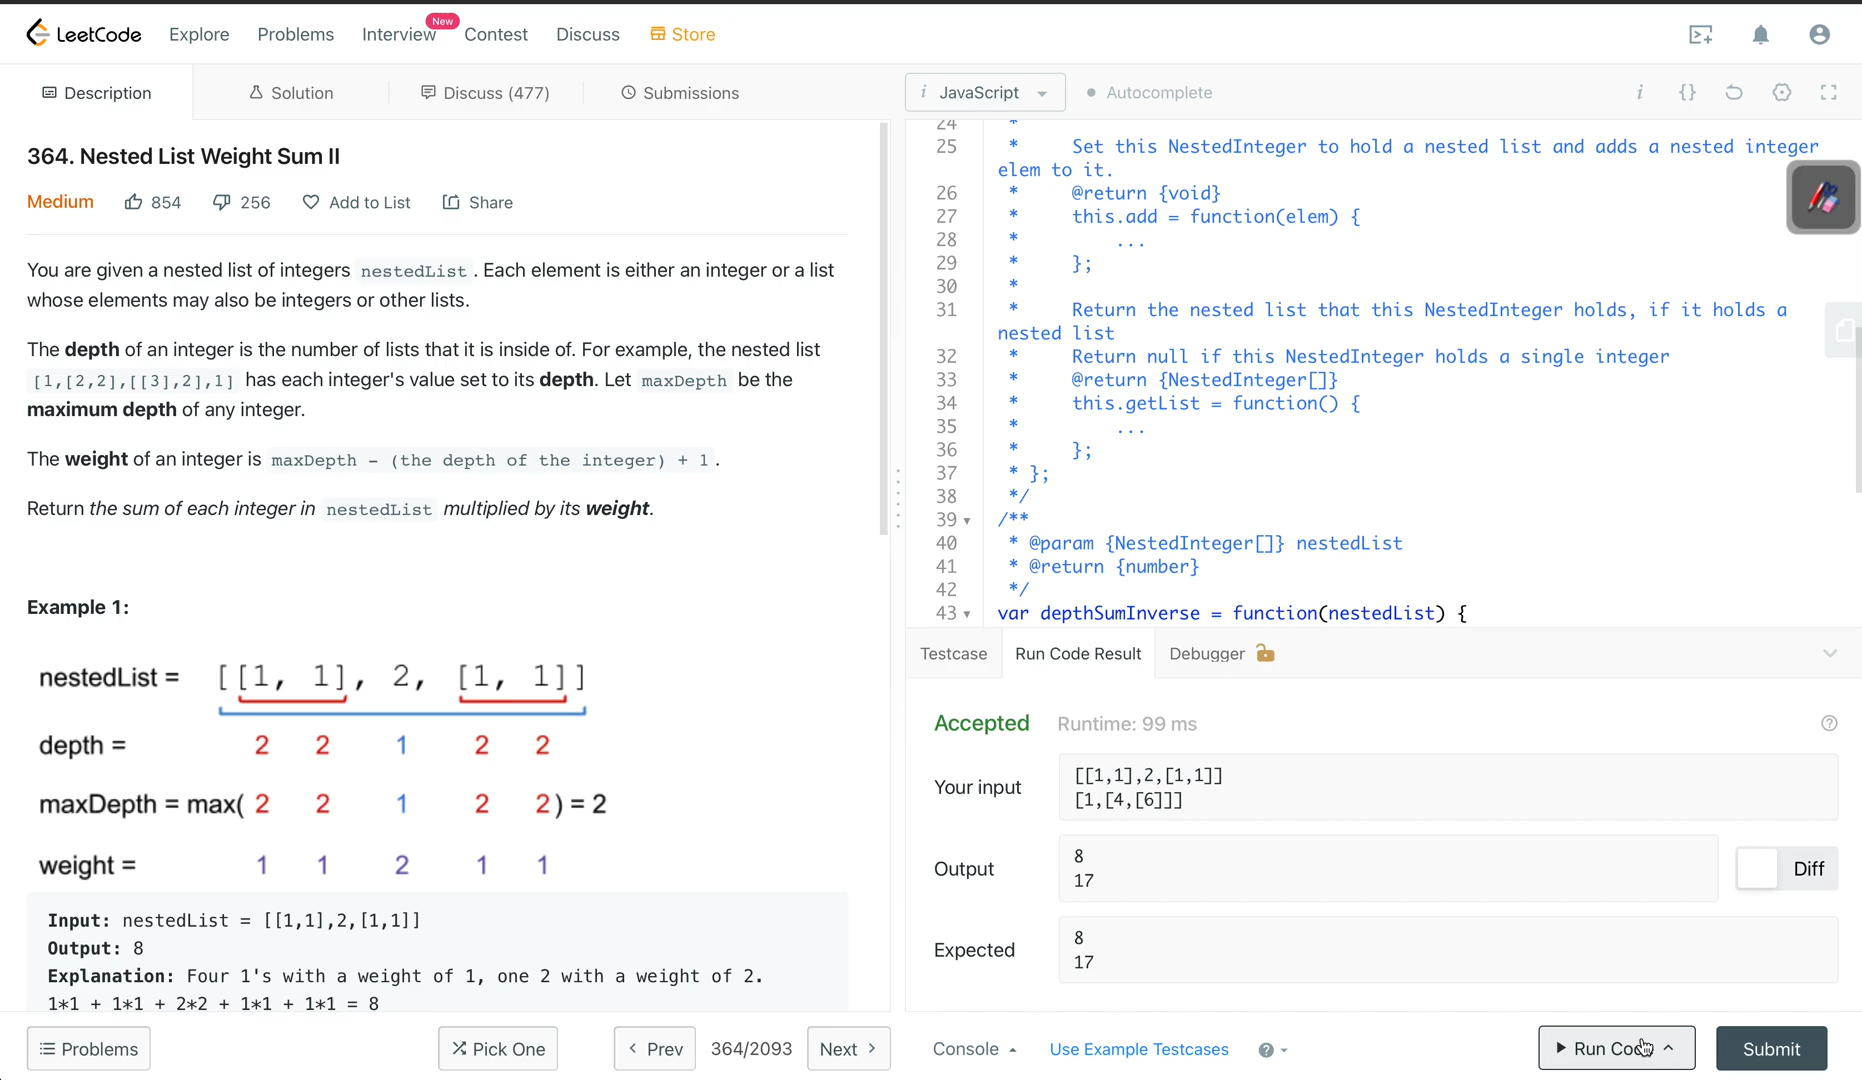 LeetCode Explore Problems Interview New Contest Discuss Store
Description Solution Discuss (477) Submissions
364. Nested List Weight Sum II
Medium 854 256 Add to List Share
You are given a nested list of integers nestedList . Each element is either an integer or a list
whose elements may also be integers or other lists.
The depth of an integer is the number of lists that it is inside of. For example, the nested list
[1,[2,2],[[3],2],1] has each integer's value set to its depth. Let maxDepth be the
maximum depth of any integer.
The weight of an integer is maxDepth - (the depth of the integer) + 1 .
Return the sum of each integer in nestedList multiplied by its weight.
Example 1:
nestedList = [[1, 1], 2, [1, 1]]
depth = 2 2 1 2 2
maxDepth = max( 2 2 1 2 2 ) = 2
weight = 1 1 2 1 1
Input: nestedList = [[1,1],2,[1,1]]
Output: 8
Explanation: Four 1's with a weight of 1, one 2 with a weight of 2.
1*1 + 1*1 + 2*2 + 1*1 + 1*1 = 8
Problems Pick One < Prev 364/2093 Next >
i JavaScript Autocomplete i {}
24 *
25 * Set this NestedInteger to hold a nested list and adds a nested integer
elem to it.
26 * @return {void}
27 * this.add = function(elem) {
28 * ...
29 * };
30 *
31 * Return the nested list that this NestedInteger holds, if it holds a
nested list
32 * Return null if this NestedInteger holds a single integer
33 * @return {NestedInteger[]}
34 * this.getList = function() {
35 * ...
36 * };
37 * };
38 */
39 /**
40 * @param {NestedInteger[]} nestedList
41 * @return {number}
42 */
43 var depthSumInverse = function(nestedList) {
Testcase Run Code Result Debugger
Accepted Runtime: 99 ms ?
Your input
[[1,1],2,[1,1]]
[1,[4,[6]]]
Output
8
17
Diff
Expected
8
17
Console Use Example Testcases ? Run Code Submit